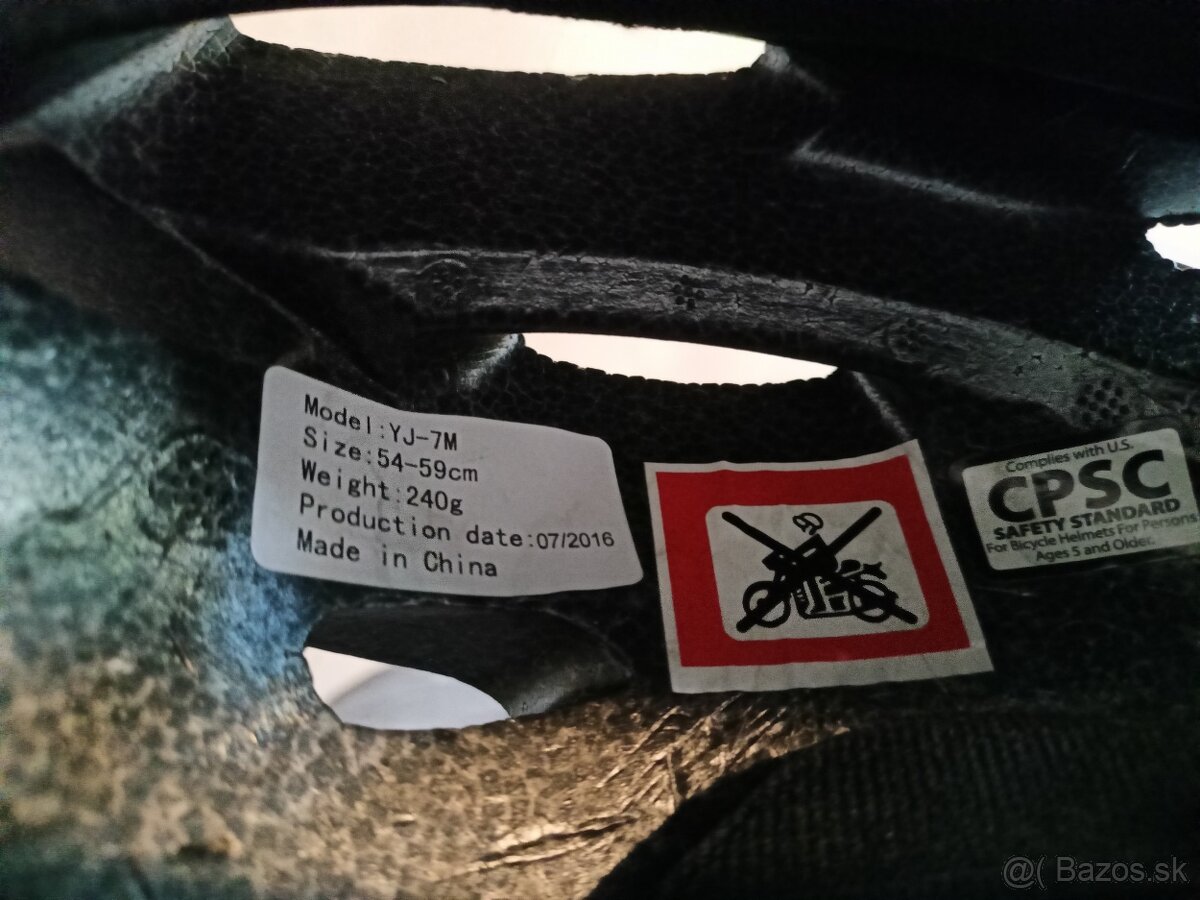 Model:YJ-7M
Size:54-59cm
Weight:240g
Production date:07/2016
Made in China
Complies with U.S.
CPSC
SAFETY STANDARD
For Bicycle Helmets For Persons
Ages 5 and Older.
@( Bazos.sk